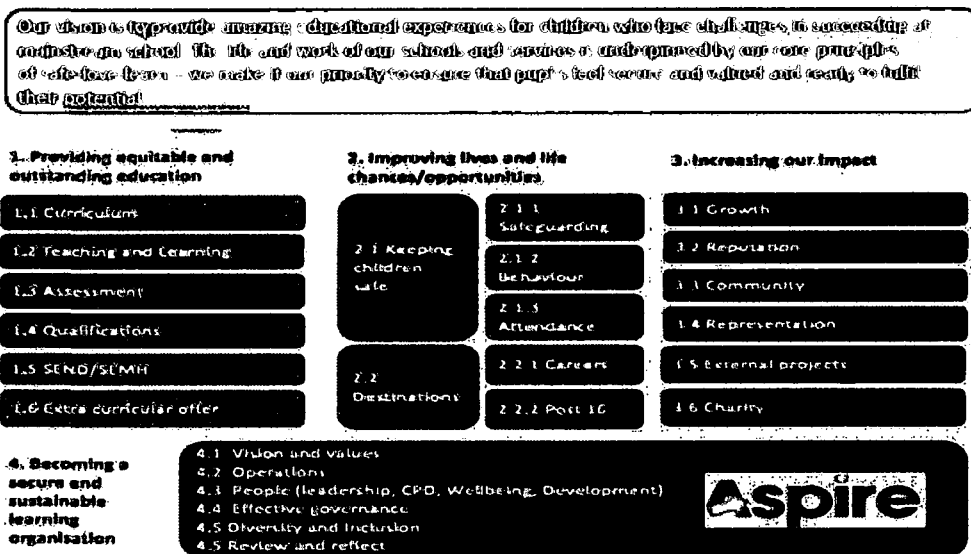 Our vision is to provide amazing educational experiences for children who face challenges in succeeding at
mainstream school. The life and work of our schools and services is underpinned by our core principles
of safe love learn - we make it our priority to ensure that pupils feel secure and valued and ready to fulfil
their potential
1. Providing equitable and
outstanding education
1.1 Curriculum
1.2 Teaching and Learning
1.3 Assessment
1.4 Qualifications
1.5 SEND/SEMH
1.6 Extra curricular offer
2. Improving lives and life
chances/opportunities
2.1 Keeping
children
safe
2.1.1
Safeguarding
2.1.2
Behaviour
2.1.3
Attendance
2.2
Destinations
2.2.1 Careers
2.2.2 Post 16
3. Increasing our impact
3.1 Growth
3.2 Reputation
3.3 Community
3.4 Representation
3.5 External projects
3.6 Charity
4. Becoming a
secure and
sustainable
learning
organisation
4.1 Vision and values
4.2 Operations
4.3 People (leadership, CPD, Wellbeing, Development)
4.4 Effective governance
4.5 Diversity and Inclusion
4.5 Review and reflect
Aspire